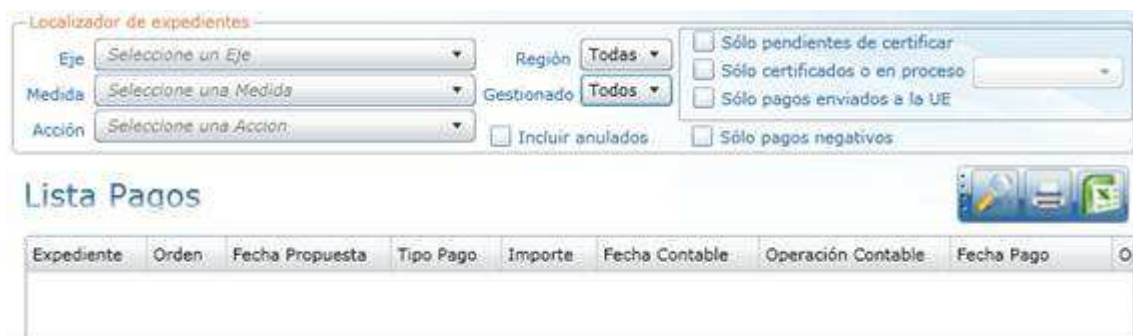 Localizador de expedientes
Eje Seleccione un Eje Región Todas Sólo pendientes de certificar
Medida Seleccione una Medida Gestionado Todos Sólo certificados o en proceso
Sólo pagos enviados a la UE
Acción Seleccione una Accion Incluir anulados Sólo pagos negativos
Lista Pagos
Expediente Orden Fecha Propuesta Tipo Pago Importe Fecha Contable Operación Contable Fecha Pago O